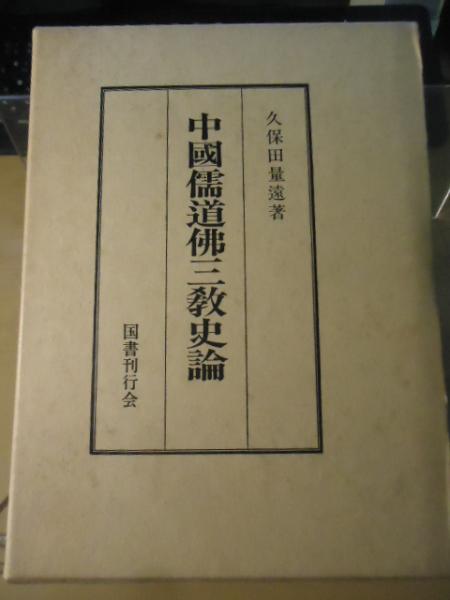 久保田量遠著
中國儒道佛三教史論
国書刊行会